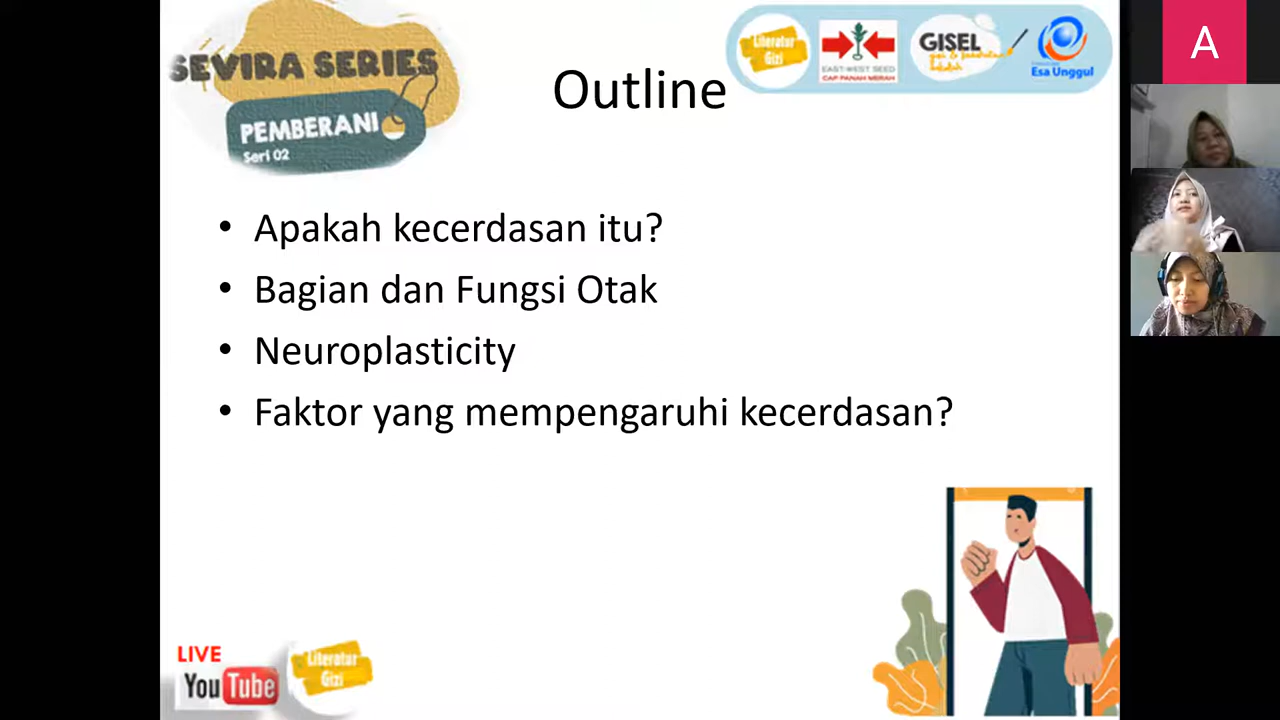 SEVIRA SERIES
PEMBERANI
Seri 02
Outline
Literatur
Gizi
EAST-WEST SEED
CAP PANAH MERAH
GISEL
Esa Unggul
A
• Apakah kecerdasan itu?
• Bagian dan Fungsi Otak
• Neuroplasticity
• Faktor yang mempengaruhi kecerdasan?
LIVE
YouTube
Literatur
Gizi